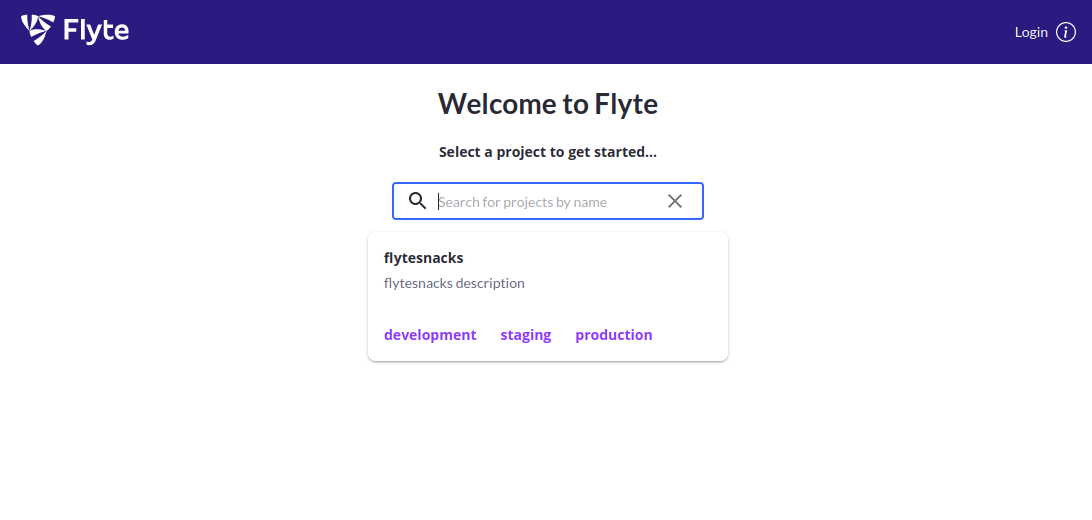 Flyte
Login
Welcome to Flyte
Select a project to get started...
Search for projects by name
flytesnacks
flytesnacks description
development staging production